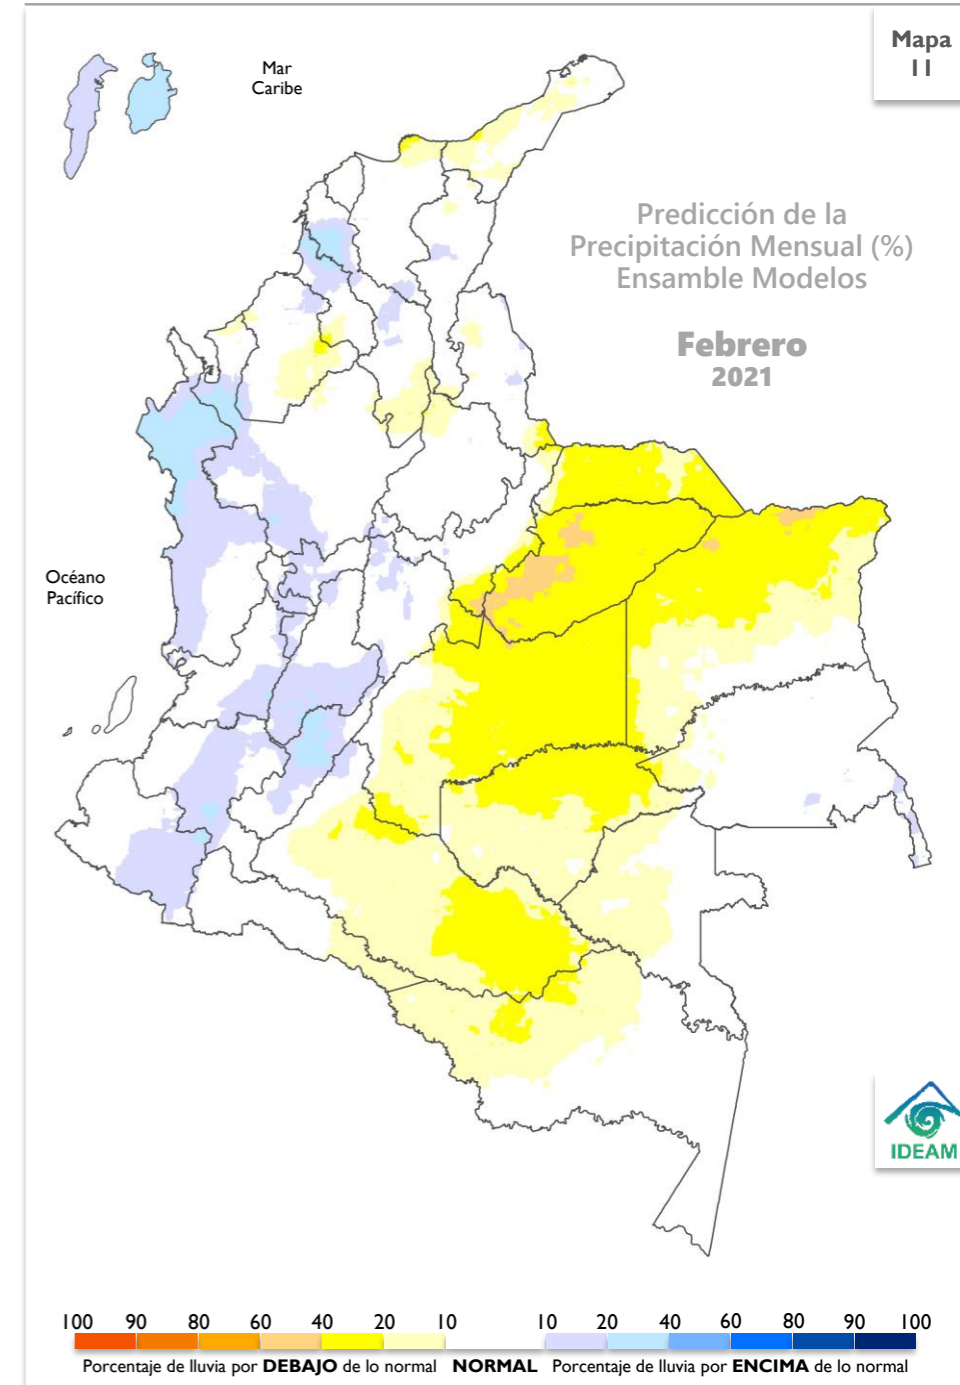 Mapa
11
Mar
Caribe
Predicción de la
Precipitación Mensual (%)
Ensamble Modelos
Febrero
2021
Océano
Pacífico
IDEAM
100 90 80 60 40 20 10 10 20 40 60 80 90 100
Porcentaje de lluvia por DEBAJO de lo normal NORMAL Porcentaje de lluvia por ENCIMA de lo normal